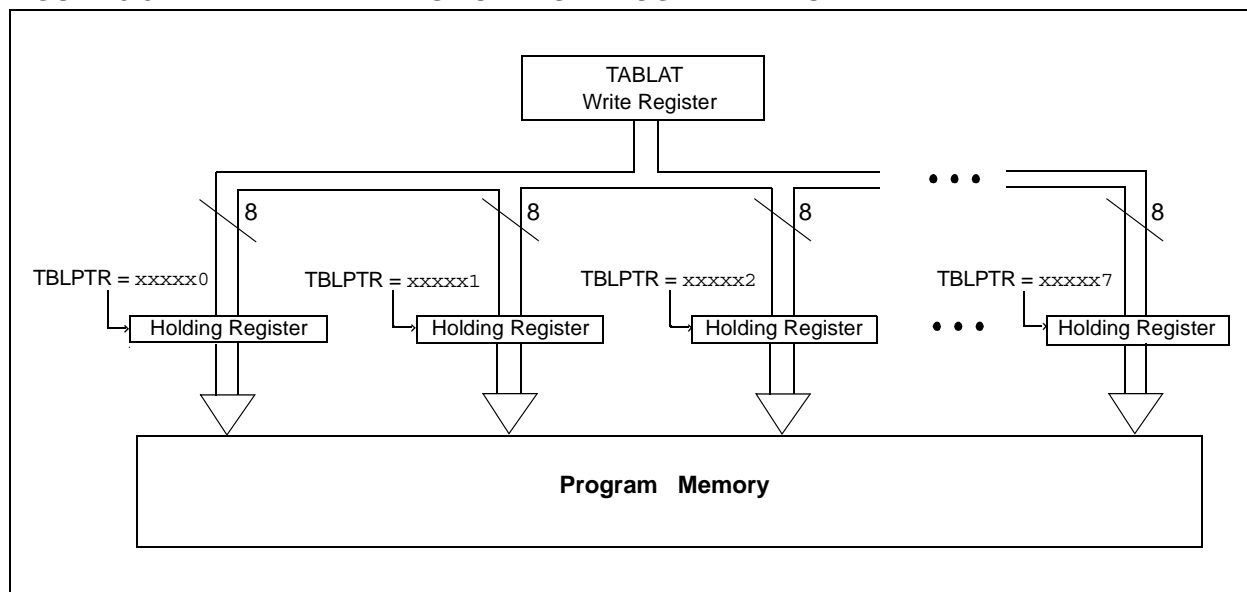 TABLAT
Write Register
8
8
8
8
TBLPTR = xxxxx0
TBLPTR = xxxxx1
TBLPTR = xxxxx2
TBLPTR = xxxxx7
Holding Register
Holding Register
Holding Register
Holding Register
Program Memory